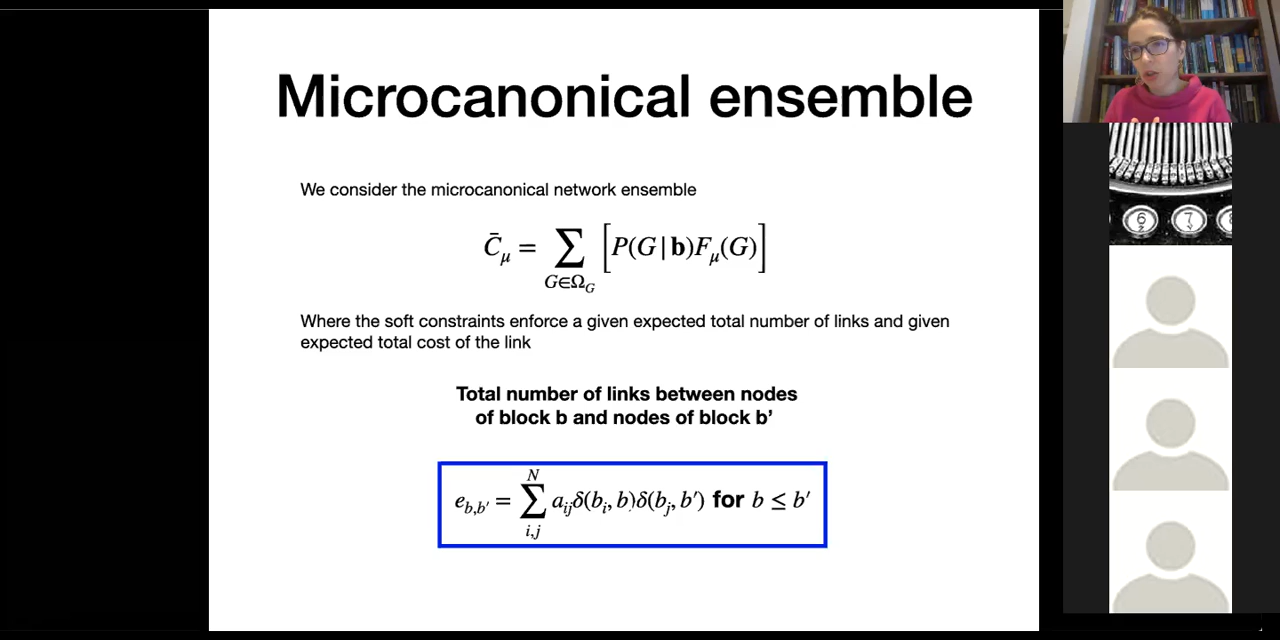 Microcanonical ensemble
We consider the microcanonical network ensemble
C̄_μ = ∑_{G∈Ω_G} [P(G|𝐛)F_μ(G)]
Where the soft constraints enforce a given expected total number of links and given
expected total cost of the link
Total number of links between nodes
of block b and nodes of block b’
e_{b,b′} = ∑_{i,j}^{N} a_{ij}δ(b_i, b)δ(b_j, b′) for b ≤ b′
6 7